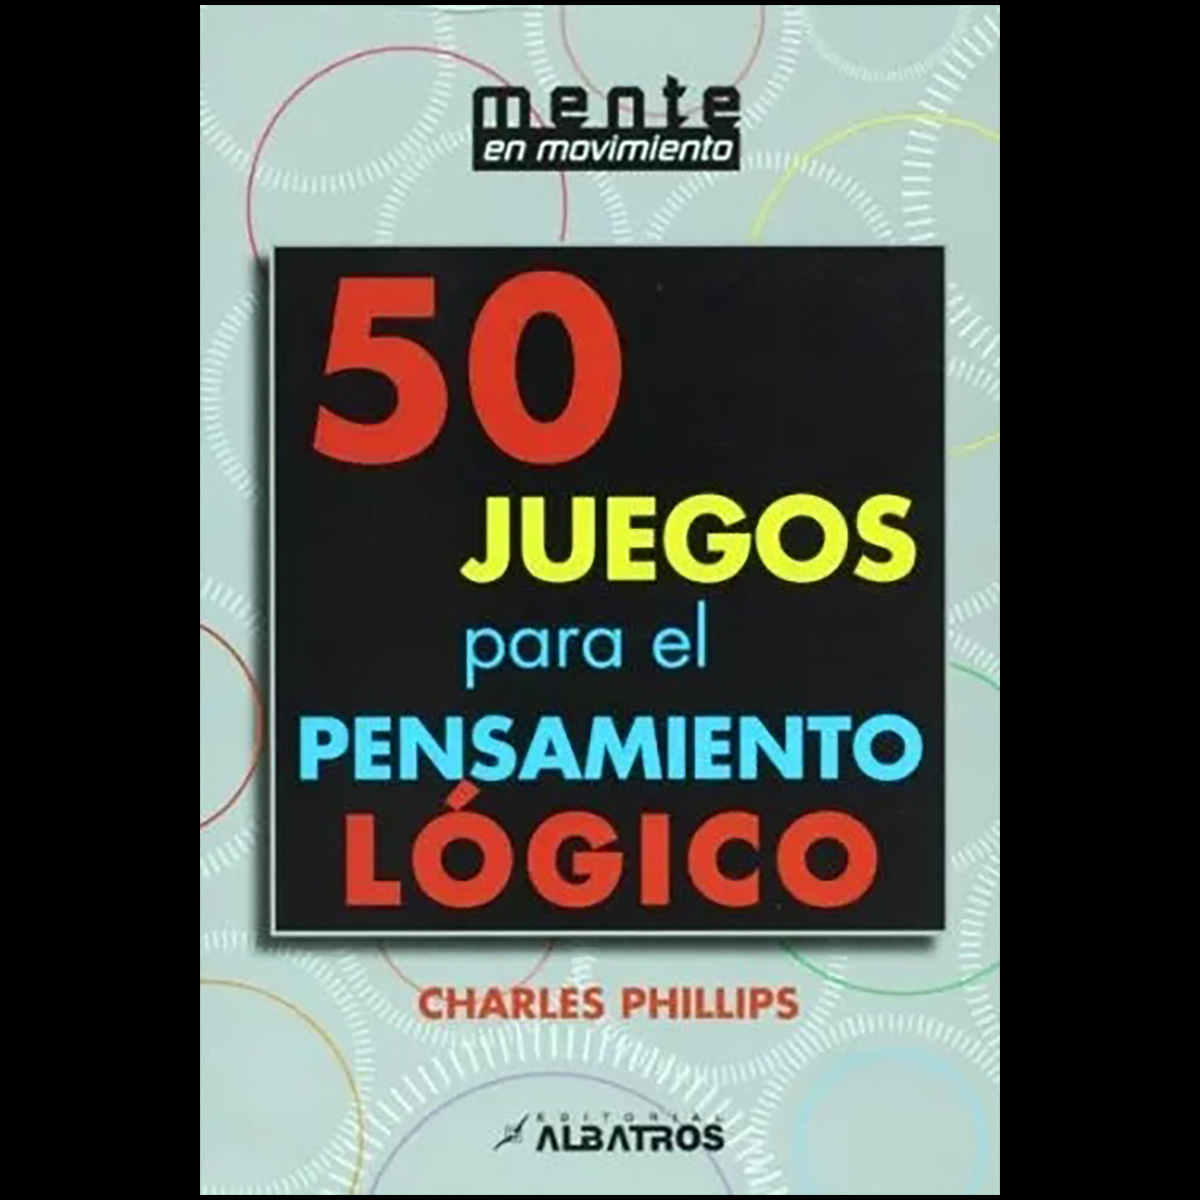 mente
en movimiento
50
JUEGOS
para el
PENSAMIENTO
LÓGICO
CHARLES PHILLIPS
EDITORIAL
ALBATROS